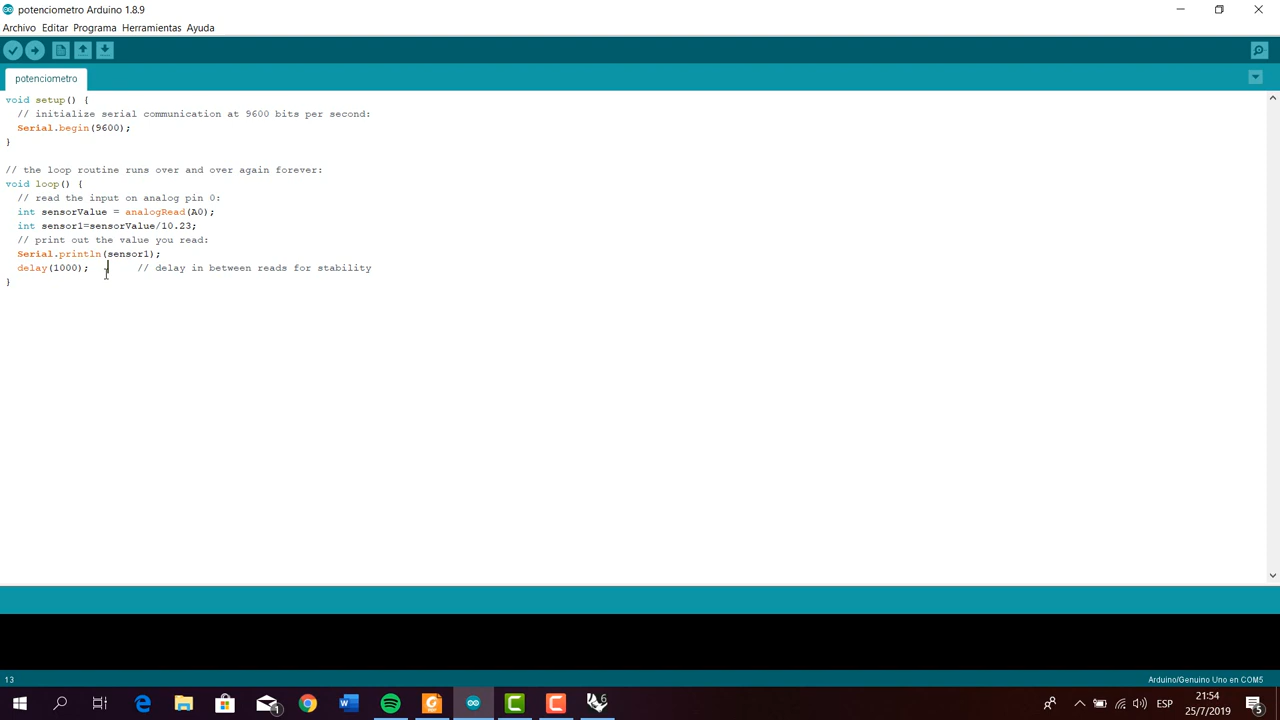 potenciometro Arduino 1.8.9
Archivo Editar Programa Herramientas Ayuda
potenciometro
void setup() {
  // initialize serial communication at 9600 bits per second:
  Serial.begin(9600);
}
// the loop routine runs over and over again forever:
void loop() {
  // read the input on analog pin 0:
  int sensorValue = analogRead(A0);
  int sensor1=sensorValue/10.23;
  // print out the value you read:
  Serial.println(sensor1);
  delay(1000);        // delay in between reads for stability
}
13
Arduino/Genuino Uno en COM5
1
6
ESP
21:54
25/7/2019
5